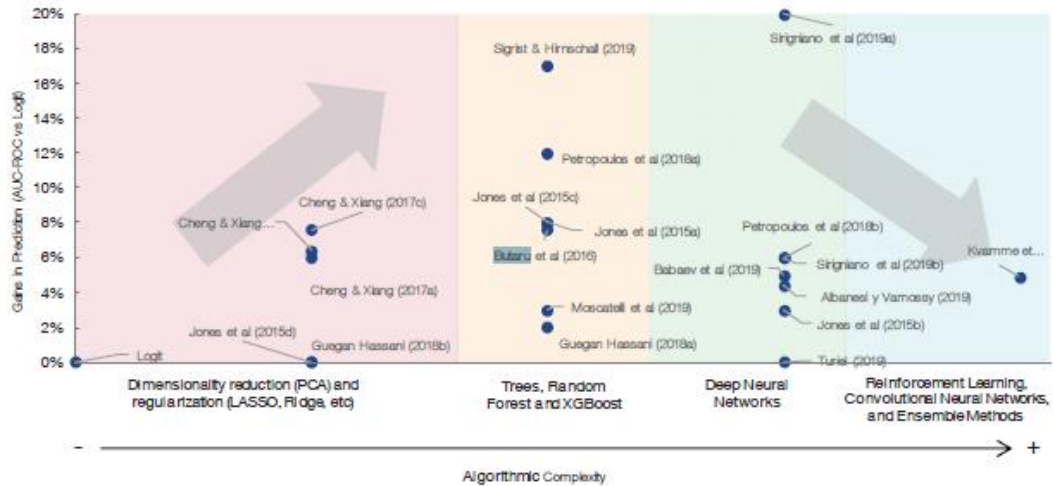 20%
18%
16%
14%
12%
10%
8%
6%
4%
2%
0%
Gains in Prediction (AUC-ROC vs Logit)
Sirignano et al (2019a)
Sigrist & Hirnschall (2019)
Petropoulos et al (2018a)
Cheng & Xiang (2017c)
Cheng & Xiang...
Cheng & Xiang (2017a)
Jones et al (2015d)
Guegan Hassani (2018b)
Logit
Jones et al (2015c)
Jones et al (2015a)
Butaru et al (2016)
Moscatelli et al (2019)
Guegan Hassani (2018a)
Petropoulos et al (2018b)
Babaev et al (2019)
Sirignano et al (2019b)
Albanesi y Vamossy (2019)
Jones et al (2015b)
Turiel (2019)
Kvamme et...
Dimensionality reduction (PCA) and
regularization (LASSO, Ridge, etc)
Trees, Random
Forest and XGBoost
Deep Neural
Networks
Reinforcement Learning,
Convolutional Neural Networks,
and Ensemble Methods
- +
Algorithmic Complexity